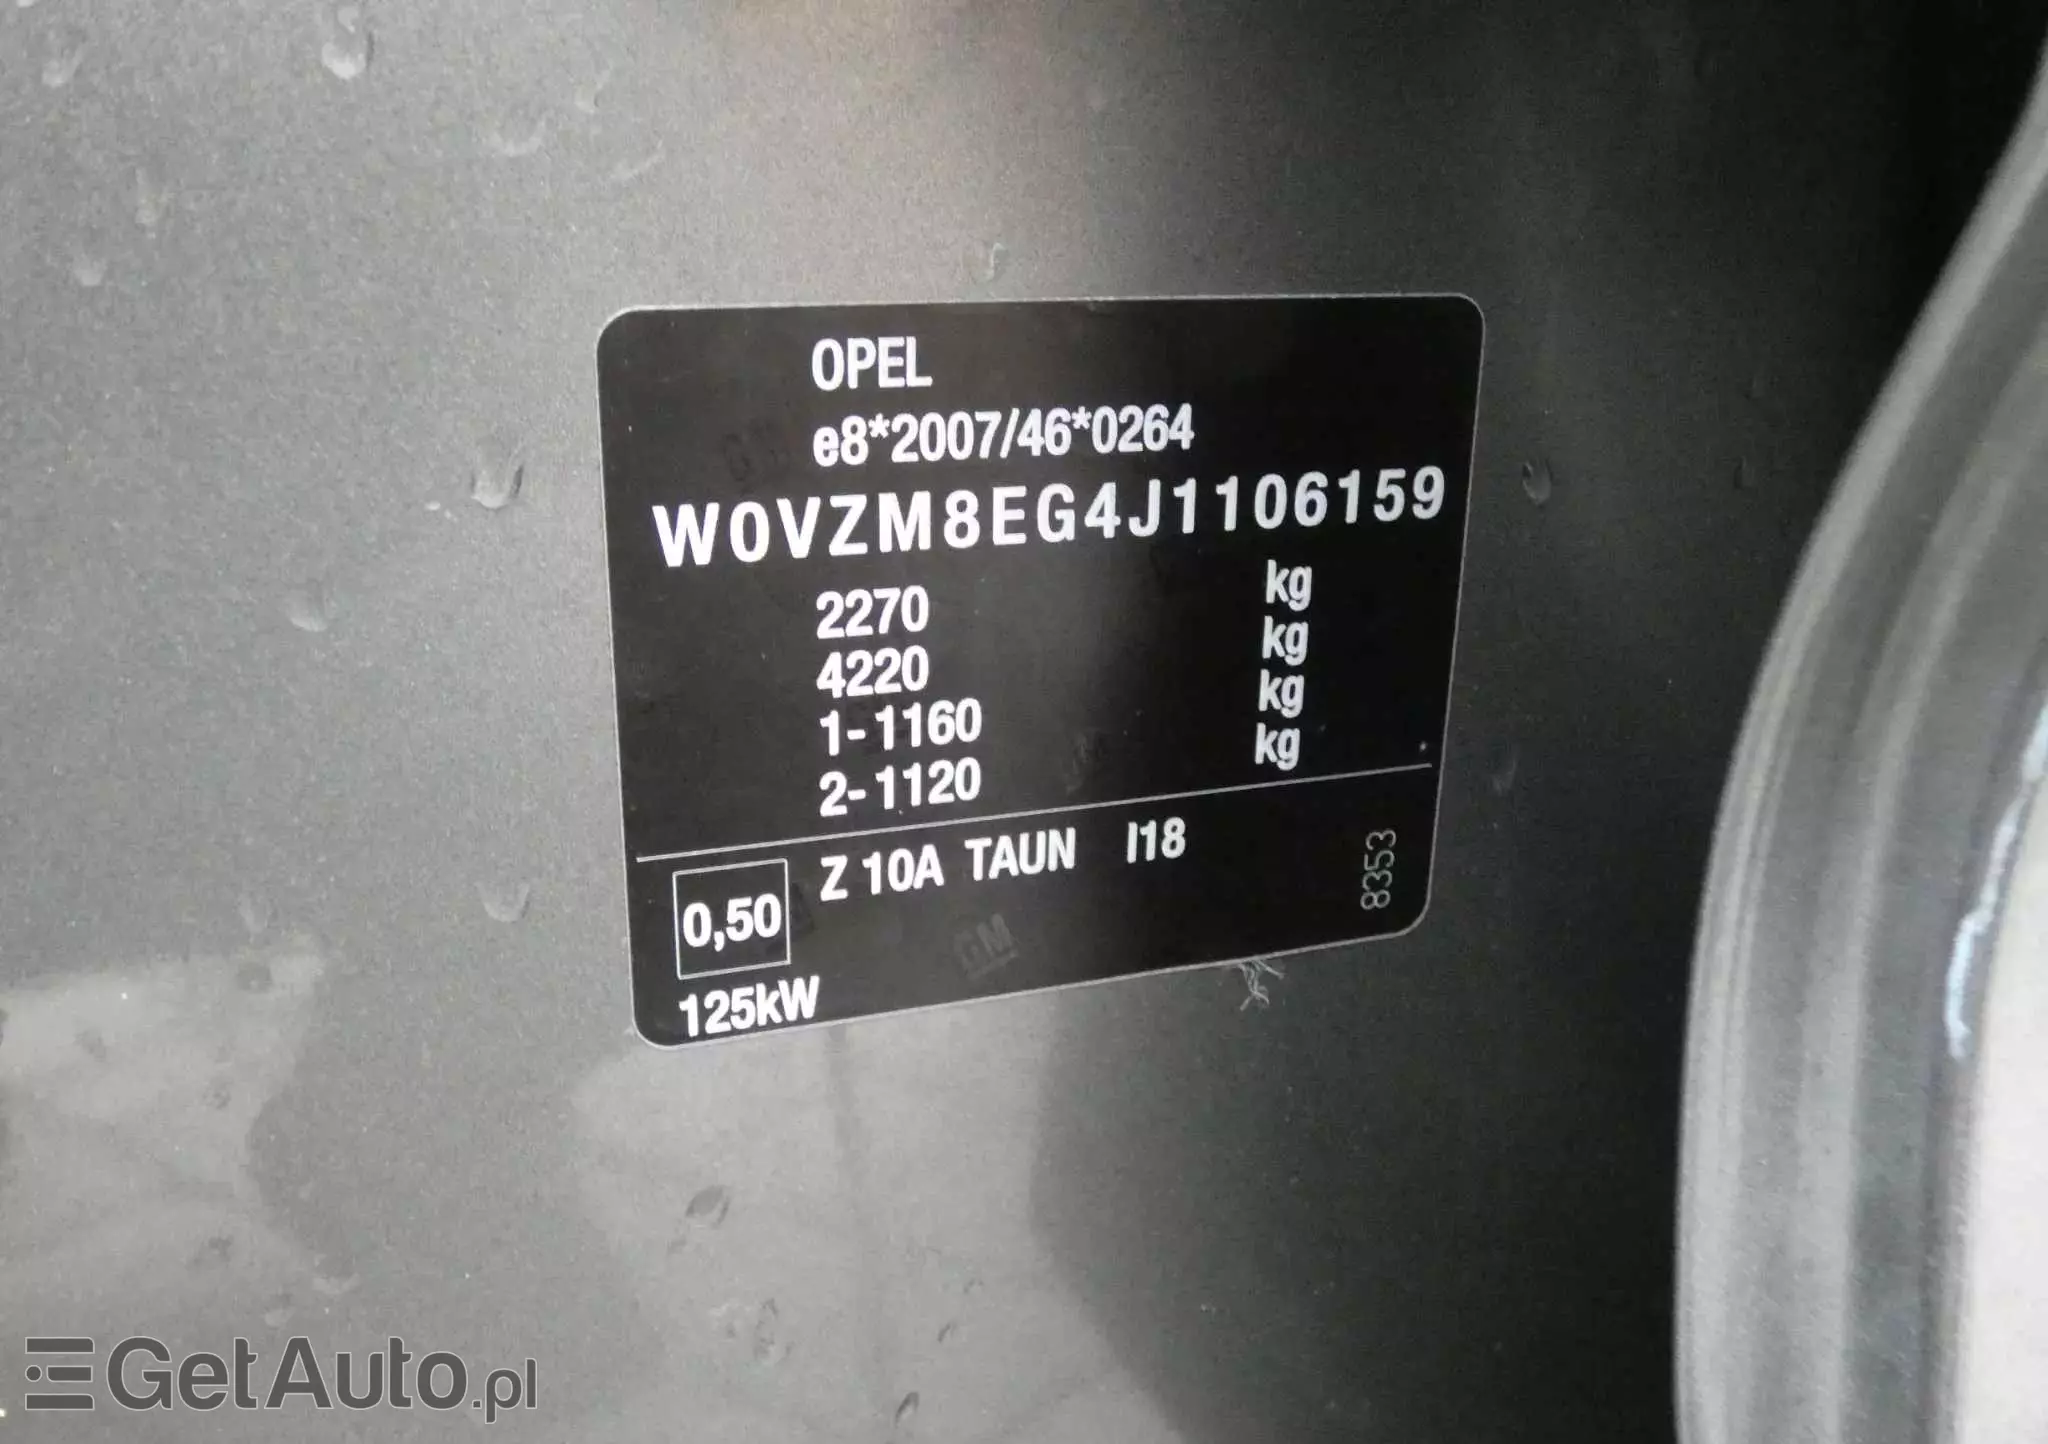 OPEL
e8*2007/46*0264
W0VZM8EG4J1106159
2270 kg
4220 kg
1-1160 kg
2-1120 kg
Z 10A TAUN I18
0,50
8353
GM
125kW
GetAuto.pl